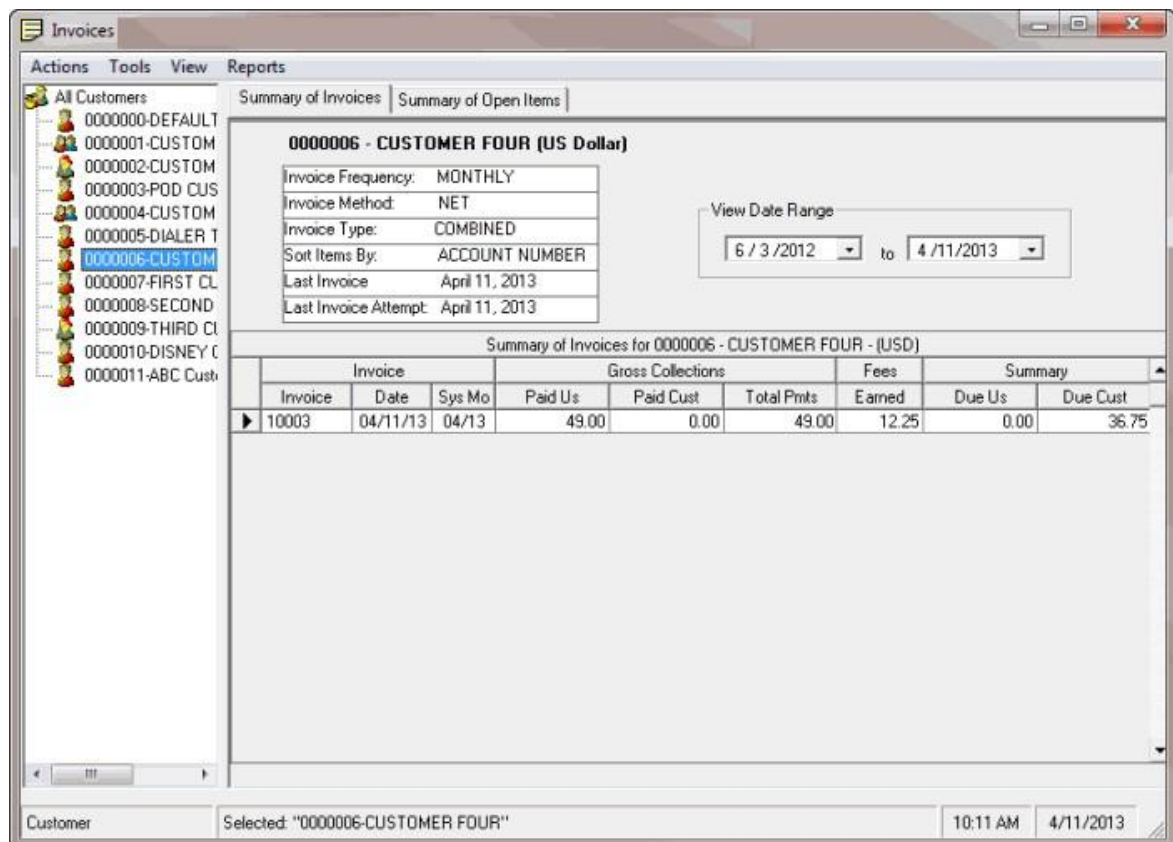 Invoices
Actions Tools View Reports
All Customers
0000000-DEFAULT
0000001-CUSTOM
0000002-CUSTOM
0000003-POD CUS
0000004-CUSTOM
0000005-DIALER T
0000006-CUSTOM
0000007-FIRST CL
0000008-SECOND
0000009-THIRD CL
0000010-DISNEY C
0000011-ABC Cust
Summary of Invoices Summary of Open Items
0000006 - CUSTOMER FOUR (US Dollar)
Invoice Frequency: MONTHLY
Invoice Method: NET
Invoice Type: COMBINED
Sort Items By: ACCOUNT NUMBER
Last Invoice April 11, 2013
Last Invoice Attempt: April 11, 2013
View Date Range
6 / 3 /2012 to 4 /11/2013
Summary of Invoices for 0000006 - CUSTOMER FOUR - (USD)
Invoice Gross Collections Fees Summary
Invoice Date Sys Mo Paid Us Paid Cust Total Pmts Earned Due Us Due Cust
10003 04/11/13 04/13 49.00 0.00 49.00 12.25 0.00 36.75
Customer Selected: "0000006-CUSTOMER FOUR" 10:11 AM 4/11/2013